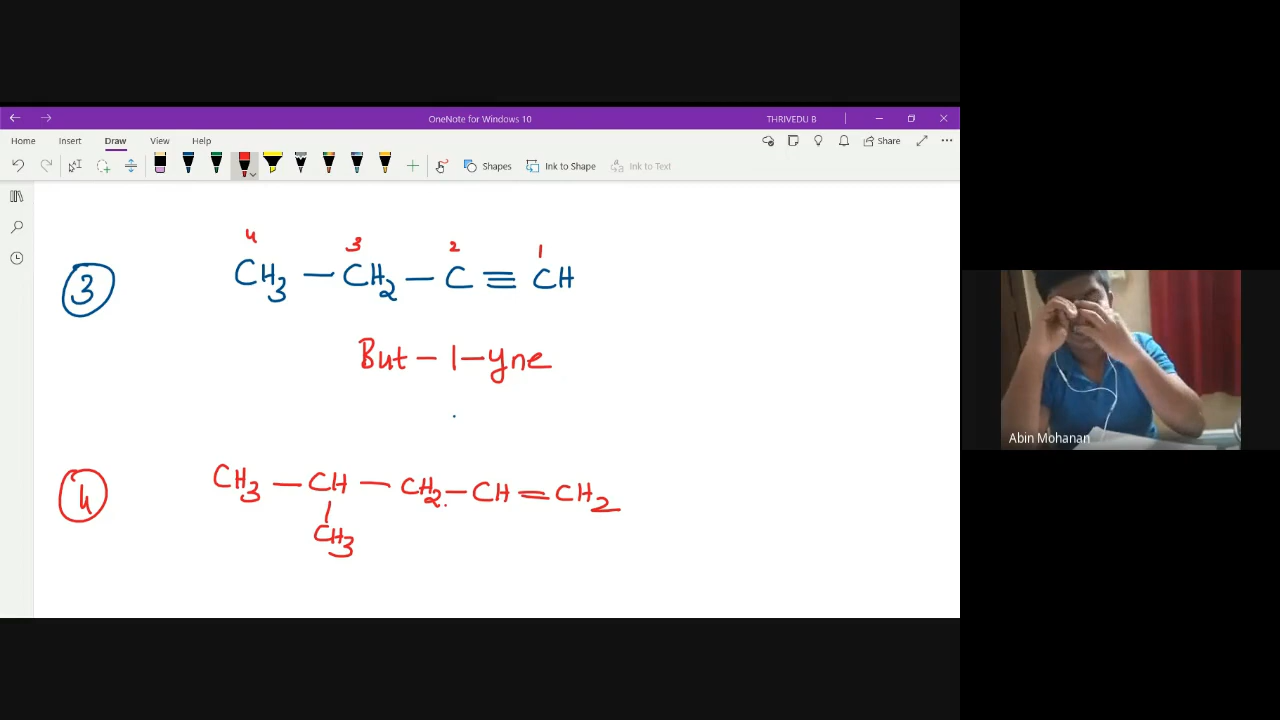 OneNote for Windows 10
THRIVEDU B
Home Insert Draw View Help
Share
Shapes Ink to Shape Ink to Text
4 3 2 1
3 CH3 — CH2 — C ≡ CH
But — 1 — yne
4 CH3 — CH — CH2 — CH = CH2
CH3
Abin Mohanan